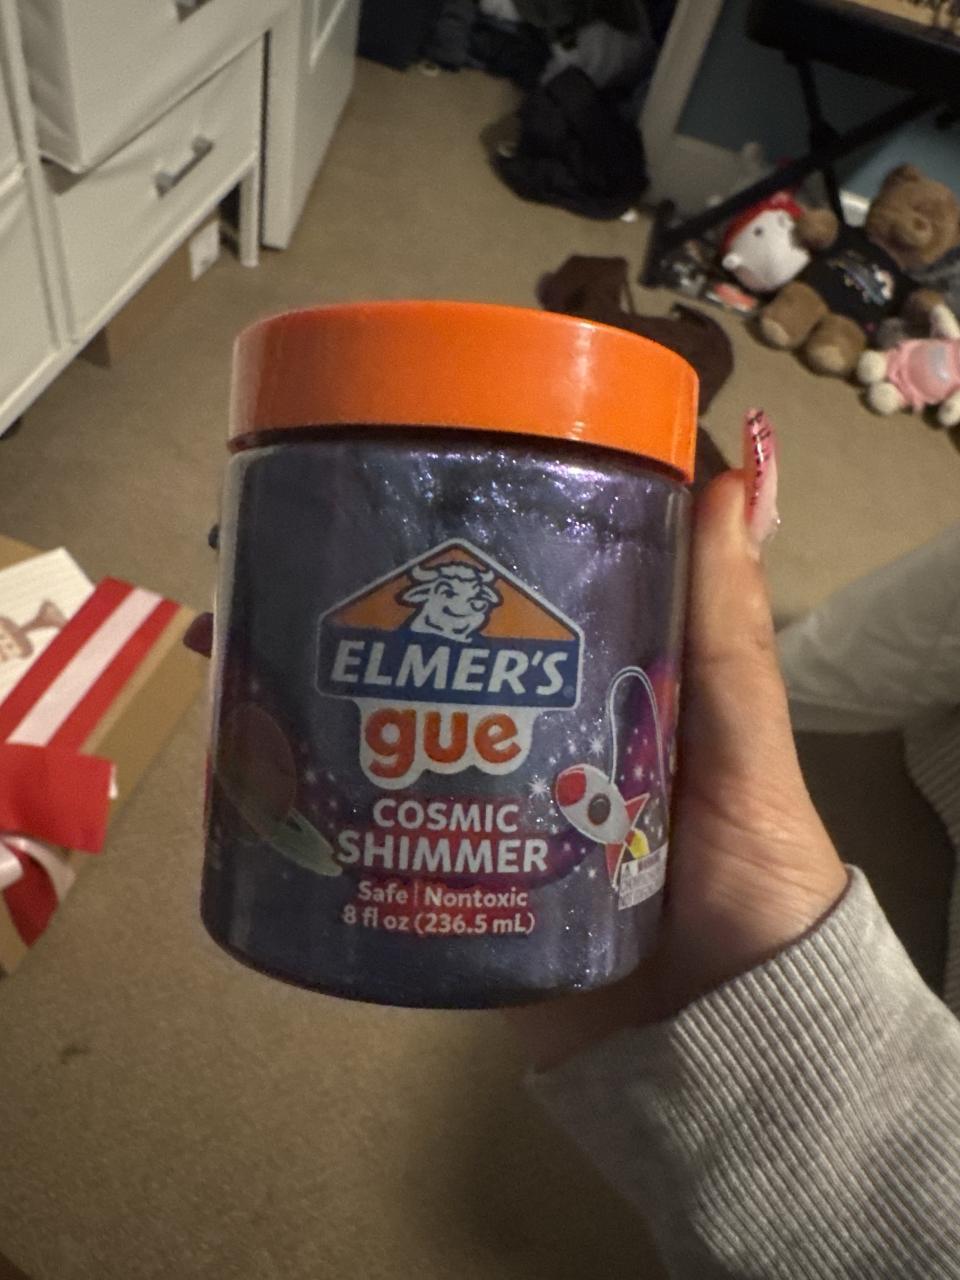 ELMER'S
gue
COSMIC
SHIMMER
Safe | Nontoxic
8 fl oz (236.5 mL)